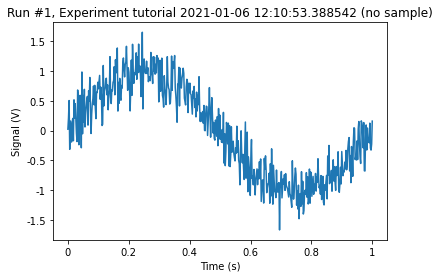 Run #1, Experiment tutorial 2021-01-06 12:10:53.388542 (no sample)
1.5
1
0.5
0
-0.5
-1
-1.5
Signal (V)
0 0.2 0.4 0.6 0.8 1
Time (s)